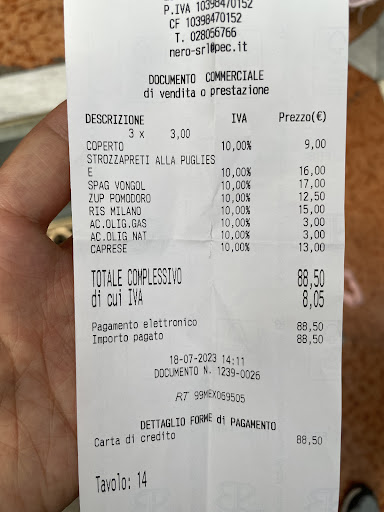 P.IVA 10398470152
CF 10398470152
T. 028056766
nero-srl@pec.it
DOCUMENTO COMMERCIALE
di vendita o prestazione
DESCRIZIONE IVA Prezzo(€)
3 x 3,00
COPERTO 10,00% 9,00
STROZZAPRETI ALLA PUGLIES
E 10,00% 16,00
SPAG VONGOL 10,00% 17,00
ZUP POMODORO 10,00% 12,50
RIS MILANO 10,00% 15,00
AC.OLIG.GAS 10,00% 3,00
AC.OLIG NAT 10,00% 3,00
CAPRESE 10,00% 13,00
TOTALE COMPLESSIVO 88,50
di cui IVA 8,05
Pagamento elettronico 88,50
Importo pagato 88,50
18-07-2023 14:11
DOCUMENTO N. 1239-0026
RT 99MEX069505
DETTAGLIO FORME di PAGAMENTO
Carta di credito 88,50
Tavolo: 14